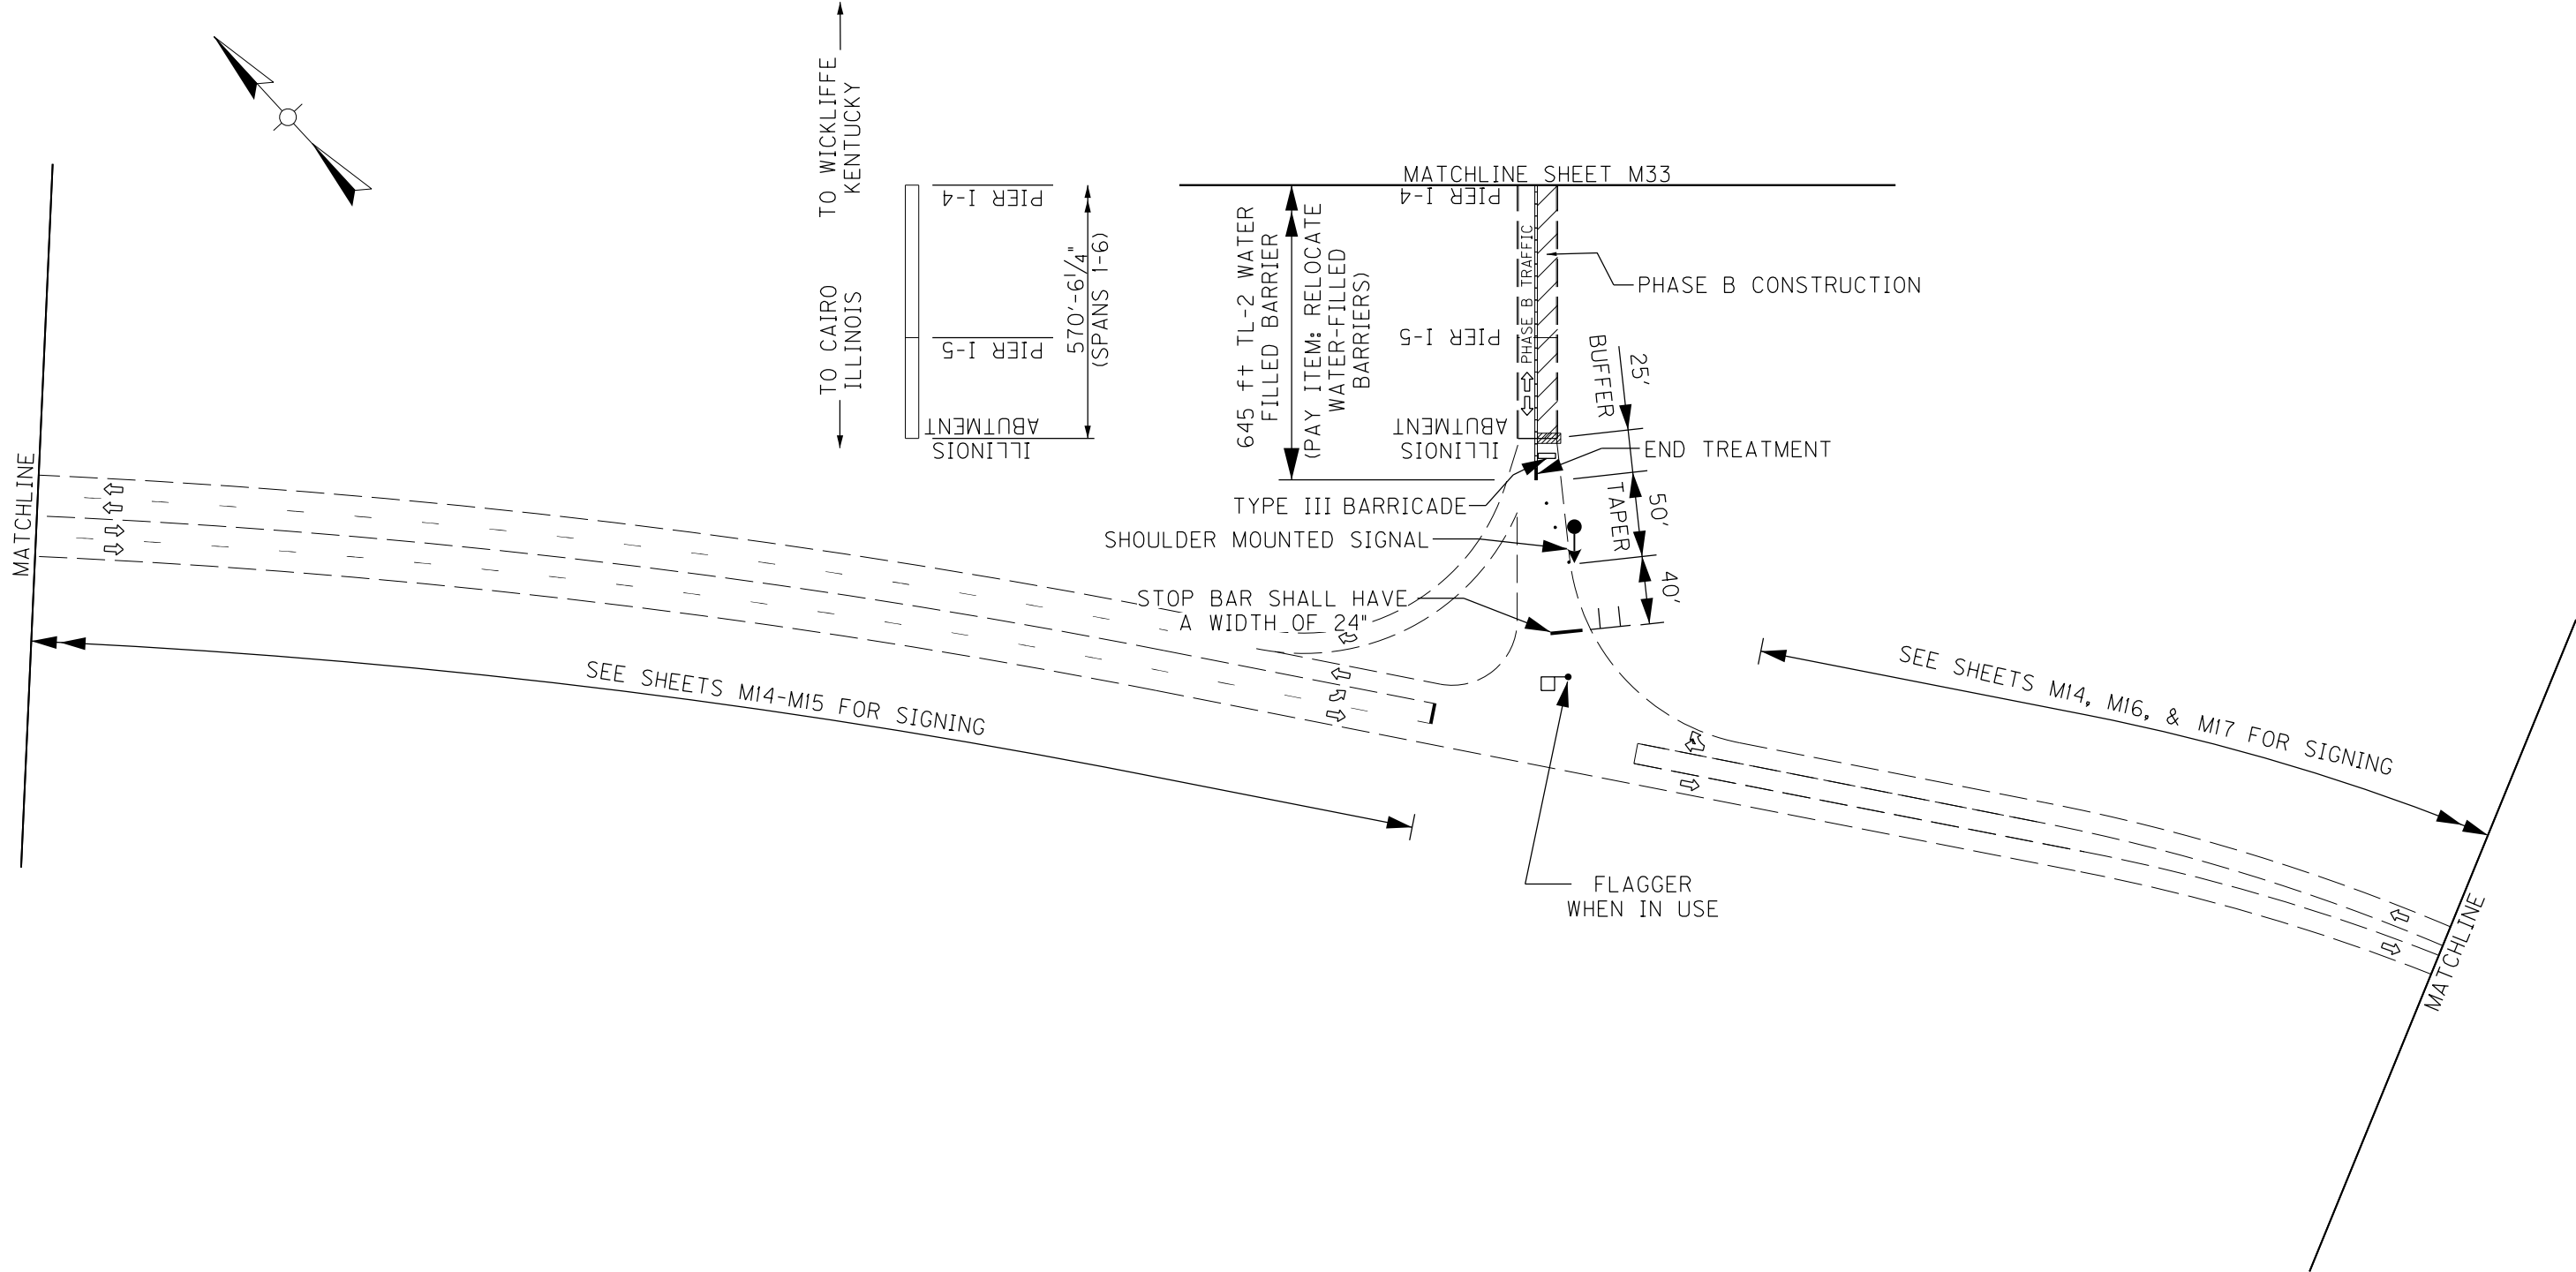 TO WICKLIFFE
KENTUCKY
TO CAIRO
ILLINOIS
PIER I-4
PIER I-5
ABUTMENT
ILLINOIS
570'-6 1/4"
(SPANS 1-6)
MATCHLINE SHEET M33
645 ft TL-2 WATER
FILLED BARRIER
(PAY ITEM: RELOCATE
WATER-FILLED
BARRIERS)
PIER I-4
PIER I-5
ABUTMENT
ILLINOIS
PHASE B TRAFFIC
PHASE B CONSTRUCTION
25'
BUFFER
END TREATMENT
TYPE III BARRICADE
50'
TAPER
SHOULDER MOUNTED SIGNAL
40'
STOP BAR SHALL HAVE
A WIDTH OF 24"
MATCHLINE
SEE SHEETS M14-M15 FOR SIGNING
SEE SHEETS M14, M16, & M17 FOR SIGNING
FLAGGER
WHEN IN USE
MATCHLINE